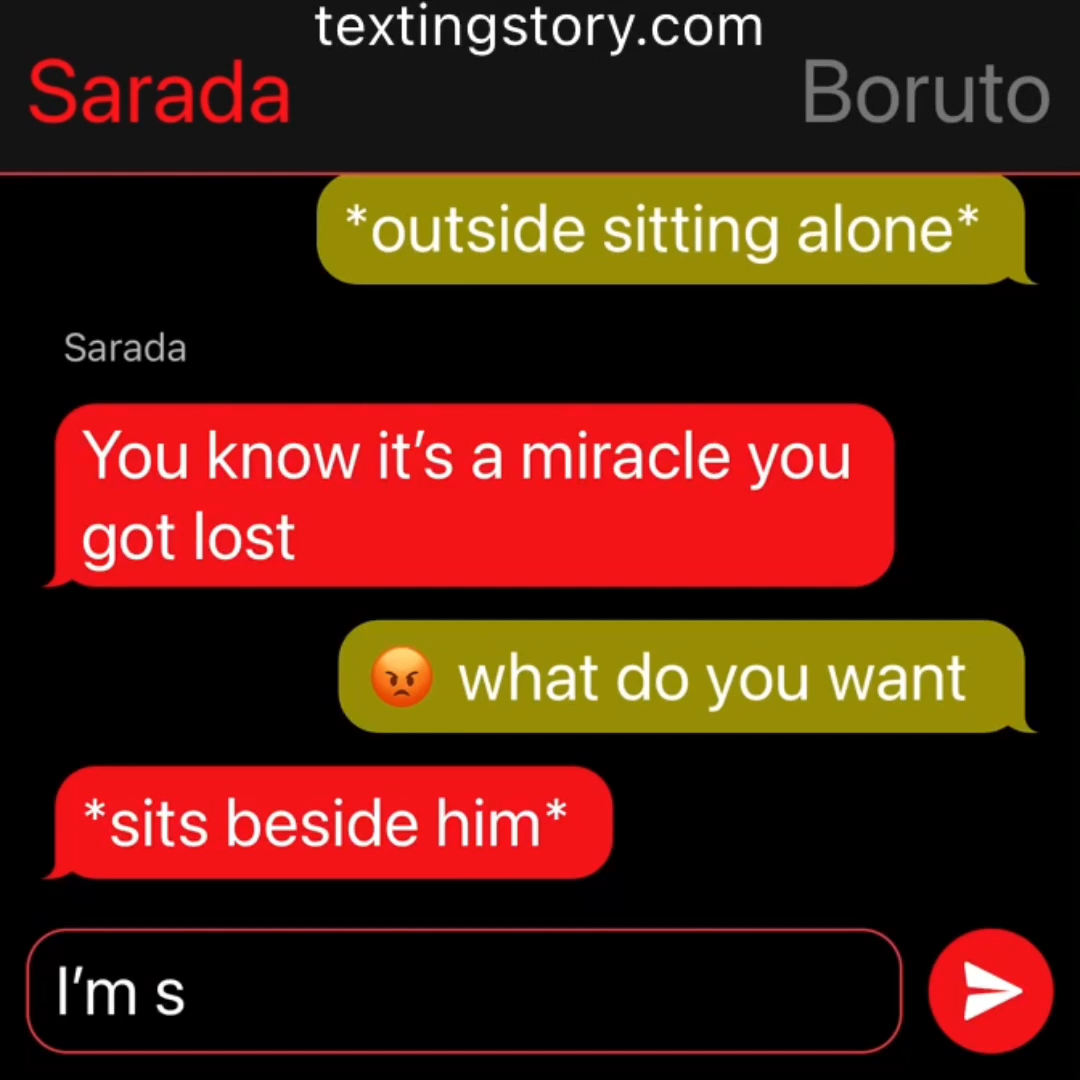 textingstory.com
Sarada
Boruto
*outside sitting alone*
Sarada
You know it’s a miracle you
got lost
😡 what do you want
*sits beside him*
I’m s